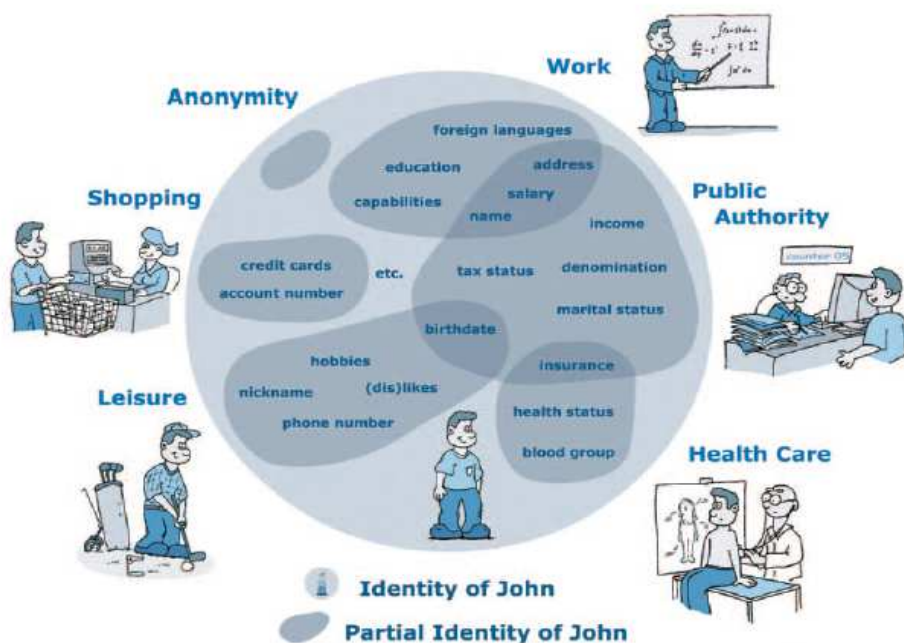 Work
Anonymity
foreign languages
education
address
Shopping
capabilities
salary
name
Public
Authority
income
credit cards
etc.
tax status
denomination
counter 05
account number
marital status
birthdate
hobbies
insurance
Leisure
nickname
(dis)likes
health status
phone number
blood group
Health Care
Identity of John
Partial Identity of John